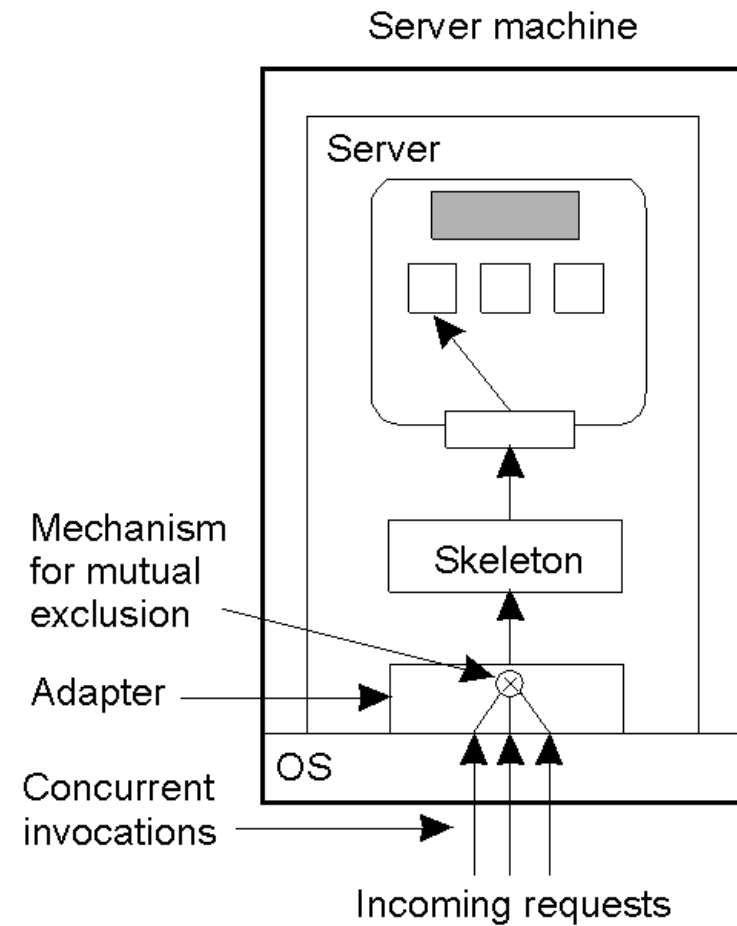 Server machine
Server
Mechanism
for mutual
exclusion
Skeleton
Adapter
OS
Concurrent
invocations
Incoming requests